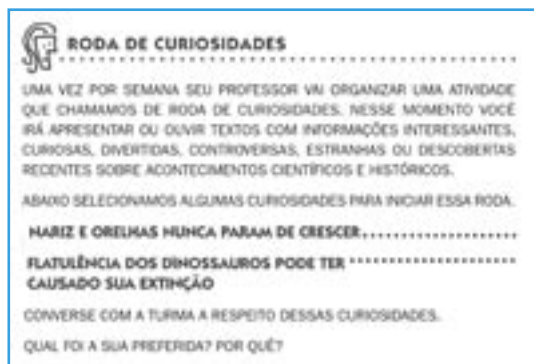 RODA DE CURIOSIDADES
UMA VEZ POR SEMANA SEU PROFESSOR VAI ORGANIZAR UMA ATIVIDADE
QUE CHAMAMOS DE RODA DE CURIOSIDADES. NESSE MOMENTO VOCÊ
IRÁ APRESENTAR OU OUVIR TEXTOS COM INFORMAÇÕES INTERESSANTES,
CURIOSAS, DIVERTIDAS, CONTROVERSAS, ESTRANHAS OU DESCOBERTAS
RECENTES SOBRE ACONTECIMENTOS CIENTÍFICOS E HISTÓRICOS.
ABAIXO SELECIONAMOS ALGUMAS CURIOSIDADES PARA INICIAR ESSA RODA.
NARIZ E ORELHAS NUNCA PARAM DE CRESCER
FLATULÊNCIA DOS DINOSSAUROS PODE TER
CAUSADO SUA EXTINÇÃO
CONVERSE COM A TURMA A RESPEITO DESSAS CURIOSIDADES.
QUAL FOI A SUA PREFERIDA? POR QUÊ?